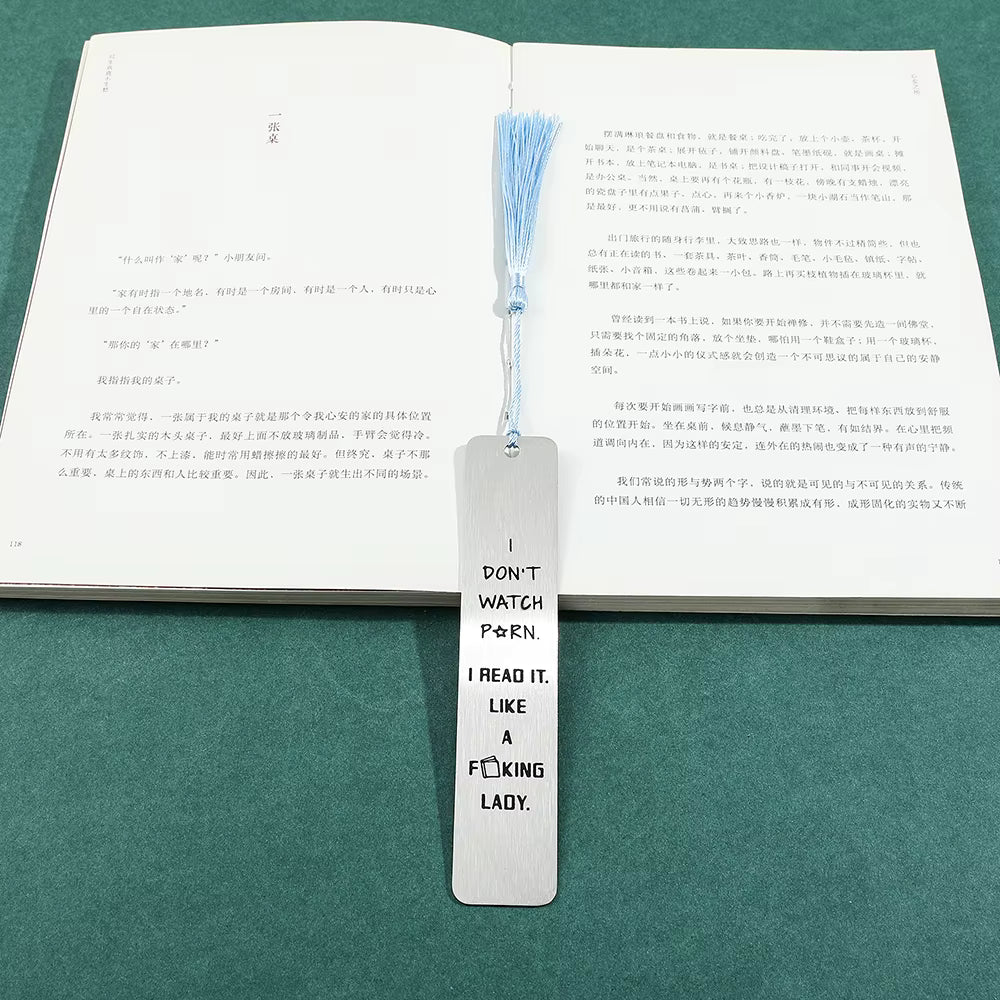 一张桌
“什么叫作‘家’呢？”小朋友问。
“家有时指一个地名，有时是一个房间，有时是一个人，有时只是心
里的一个自在状态。”
“那你的‘家’在哪里？”
我指指我的桌子。
我常常觉得，一张属于我的桌子就是那个令我心安的家的具体位置
所在。一张扎实的木头桌子，最好上面不放玻璃制品，手臂会觉得冷。
不用有太多纹饰，不上漆，能时常用蜡擦擦的最好。但终究，桌子不那
么重要，桌上的东西和人比较重要。因此，一张桌子就生出不同的场景。
118
摆满琳琅餐盘和食物，就是餐桌；吃完了，放上个小壶，茶杯，开
始聊天，是个茶桌；展开毡子，铺开颜料盘，笔墨纸砚，就是画桌；摊
开书本，放上笔记本电脑，是书桌；把设计稿子打开，和同事开会视频，
是办公桌。当然，桌上要再有个花瓶，有一枝花，傍晚有支蜡烛，漂亮
的瓷盘子里有点果子，点心，再来个小香炉，一块小湖石当作笔山，那
是最好，更不用说有菖蒲，臂搁了。
出门旅行的随身行李里，大致思路也一样，物件不过精简些，但也
总有正在读的书，一套茶具，茶叶，香筒，毛笔，小毛毡，镇纸，字帖，
纸张，小音箱，这些卷起来一小包。路上再买枝植物插在玻璃杯里，就
哪里都和家一样了。
曾经读到一本书上说，如果你要开始禅修，并不需要先造一间佛堂，
只需要找个固定的角落，放个坐垫，哪怕用一个鞋盒子；用一个玻璃杯，
插朵花，一点小小的仪式感就会创造一个不可思议的属于自己的安静
空间。
每次要开始画画写字前，也总是从清理环境，把每样东西放到舒服
的位置开始。坐在桌前，候息静气，蘸墨下笔，有如结界。在心里把频
道调向内在，因为这样的安定，连外在的热闹也变成了一种有声的宁静。
我们常说的形与势两个字，说的就是可见的与不可见的关系。传统
的中国人相信一切无形的趋势慢慢积累成有形，成形固化的实物又不断
I
DON'T
WATCH
P☆RN.
I READ IT.
LIKE
A
F📖KING
LADY.